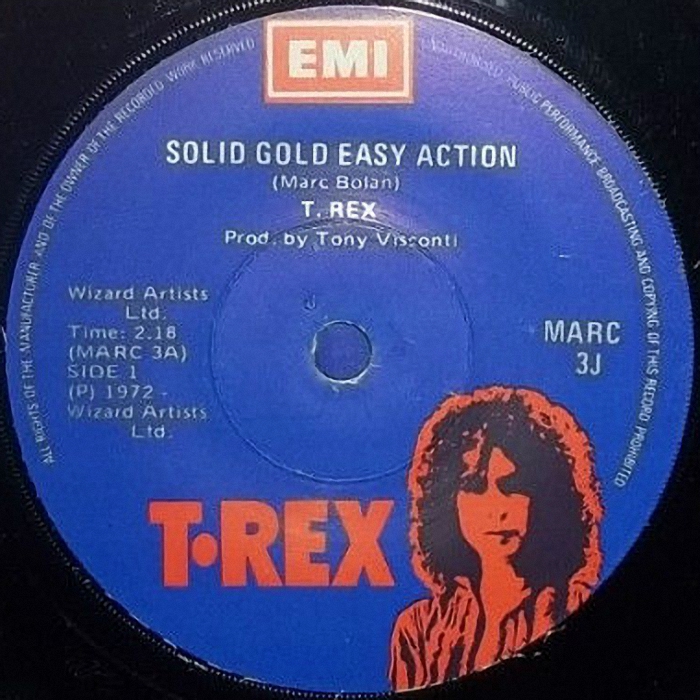 EMI
ALL RIGHTS OF THE MANUFACTURER AND OF THE OWNER OF THE RECORDED WORK RESERVED
UNAUTHORISED PUBLIC PERFORMANCE BROADCASTING AND COPYING OF THIS RECORD PROHIBITED
SOLID GOLD EASY ACTION
(Marc Bolan)
T. REX
Prod. by Tony Visconti
Wizard Artists
Ltd.
Time: 2.18
(MARC 3A)
SIDE 1
(P) 1972 -
Wizard Artists
Ltd.
MARC
3J
T•REX